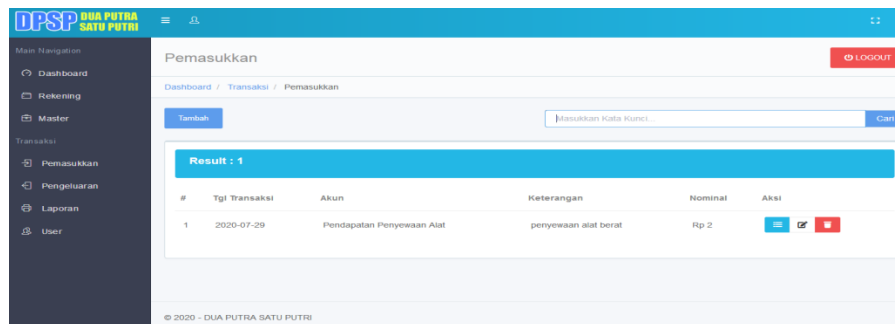 DPSP DUA PUTRA
SATU PUTRI
Main Navigation
Dashboard
Rekening
Master
Transaksi
Pemasukkan
Pengeluaran
Laporan
User
Pemasukkan
LOGOUT
Dashboard / Transaksi / Pemasukkan
Tambah
Masukkan Kata Kunci...
Cari
Result : 1
# Tgl Transaksi Akun Keterangan Nominal Aksi
1 2020-07-29 Pendapatan Penyewaan Alat penyewaan alat berat Rp 2
© 2020 - DUA PUTRA SATU PUTRI